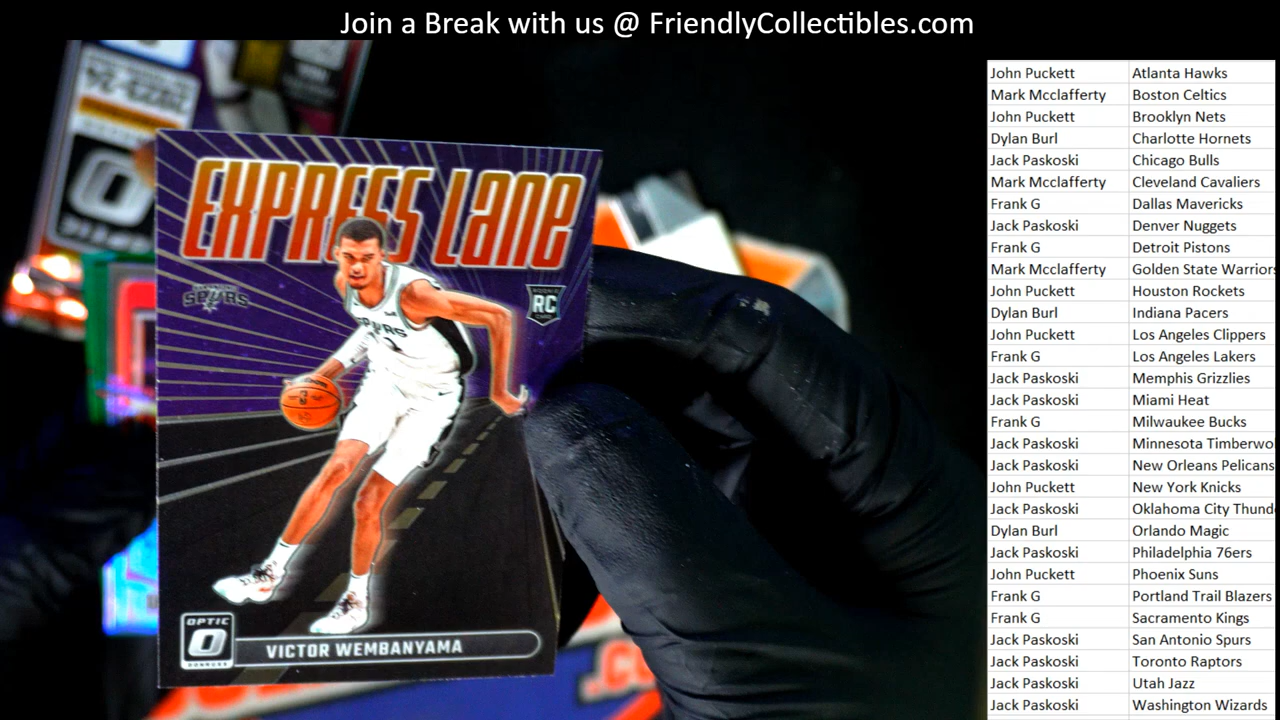 Join a Break with us @ FriendlyCollectibles.com
EXPRESS LANE
SPURS
ROOKIE
RC
CARD
SPURS
OPTIC
DONRUSS
VICTOR WEMBANYAMA
John Puckett Atlanta Hawks
Mark Mcclafferty Boston Celtics
John Puckett Brooklyn Nets
Dylan Burl Charlotte Hornets
Jack Paskoski Chicago Bulls
Mark Mcclafferty Cleveland Cavaliers
Frank G Dallas Mavericks
Jack Paskoski Denver Nuggets
Frank G Detroit Pistons
Mark Mcclafferty Golden State Warriors
John Puckett Houston Rockets
Dylan Burl Indiana Pacers
John Puckett Los Angeles Clippers
Frank G Los Angeles Lakers
Jack Paskoski Memphis Grizzlies
Jack Paskoski Miami Heat
Frank G Milwaukee Bucks
Jack Paskoski Minnesota Timberwo
Jack Paskoski New Orleans Pelicans
John Puckett New York Knicks
Jack Paskoski Oklahoma City Thund
Dylan Burl Orlando Magic
Jack Paskoski Philadelphia 76ers
John Puckett Phoenix Suns
Frank G Portland Trail Blazers
Frank G Sacramento Kings
Jack Paskoski San Antonio Spurs
Jack Paskoski Toronto Raptors
Jack Paskoski Utah Jazz
Jack Paskoski Washington Wizards